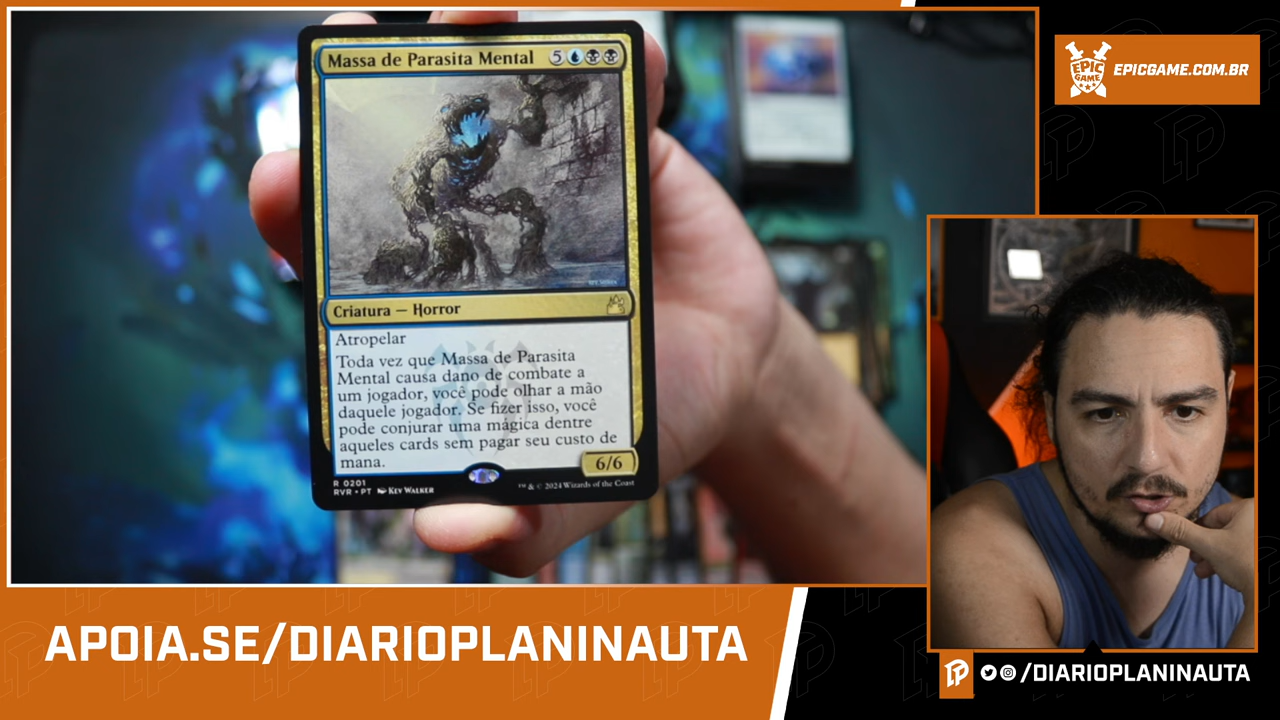 Massa de Parasita Mental 5
Criatura — Horror
Atropelar
Toda vez que Massa de Parasita
Mental causa dano de combate a
um jogador, você pode olhar a mão
daquele jogador. Se fizer isso, você
pode conjurar uma mágica dentre
aqueles cards sem pagar seu custo de
mana.
6/6
R 0201
RVR • PT Kev Walker
™ & © 2024 Wizards of the Coast
EPIC
GAME
EPICGAME.COM.BR
APOIA.SE/DIARIOPLANINAUTA
/DIARIOPLANINAUTA